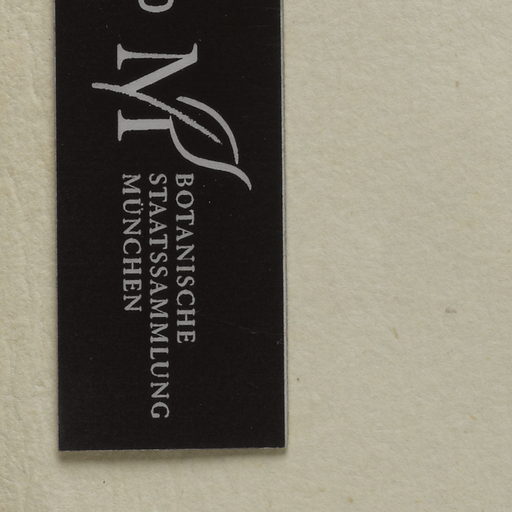 M
BOTANISCHE
STAATSSAMMLUNG
MÜNCHEN